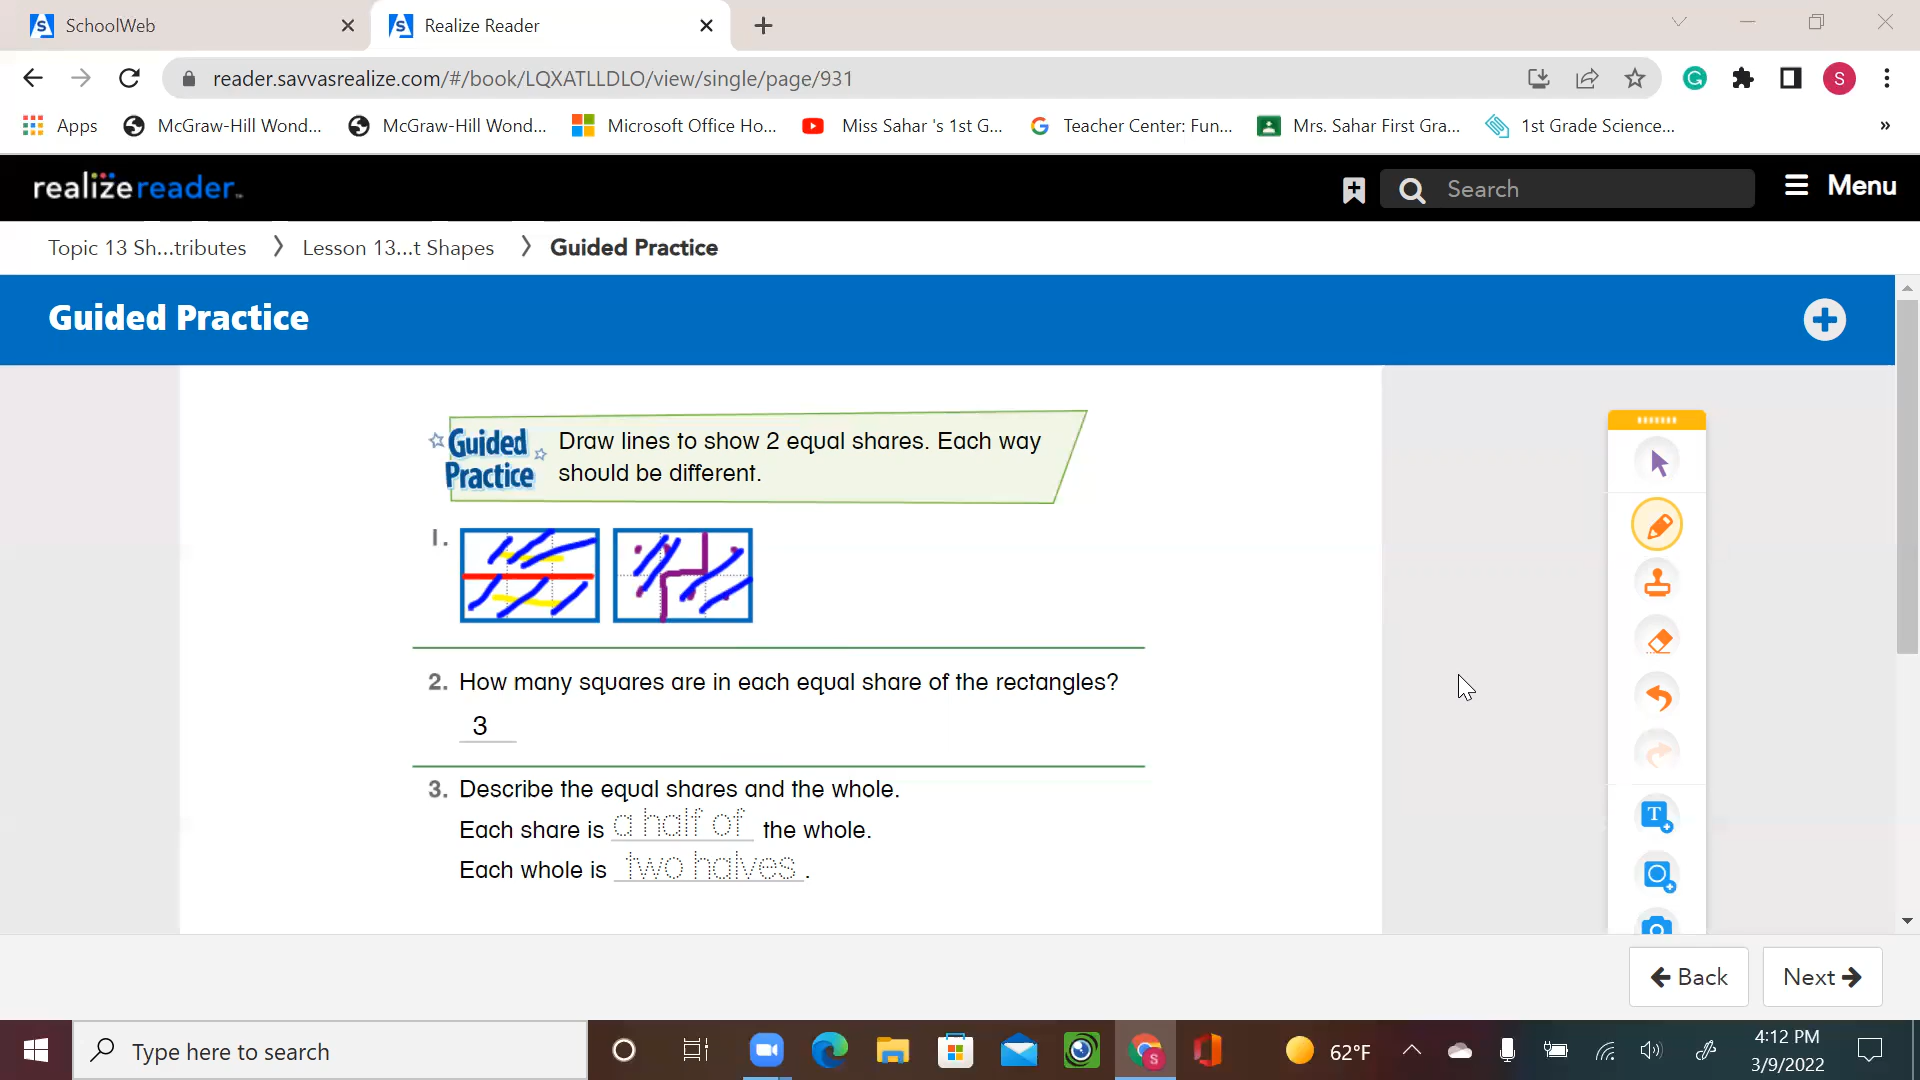 SchoolWeb
Realize Reader
reader.savvasrealize.com/#/book/LQXATLLDLO/view/single/page/931
S
Apps
McGraw-Hill Wond...
McGraw-Hill Wond...
Microsoft Office Ho...
Miss Sahar 's 1st G...
Teacher Center: Fun...
Mrs. Sahar First Gra...
1st Grade Science...
»
realizereader™
Search
Menu
Topic 13 Sh...tributes
Lesson 13...t Shapes
Guided Practice
Guided Practice
Guided Practice
Draw lines to show 2 equal shares. Each way
should be different.
1.
2. How many squares are in each equal share of the rectangles?
3
3. Describe the equal shares and the whole.
Each share is a half of the whole.
Each whole is two halves.
T
Back
Next
Type here to search
62°F
4:12 PM
3/9/2022